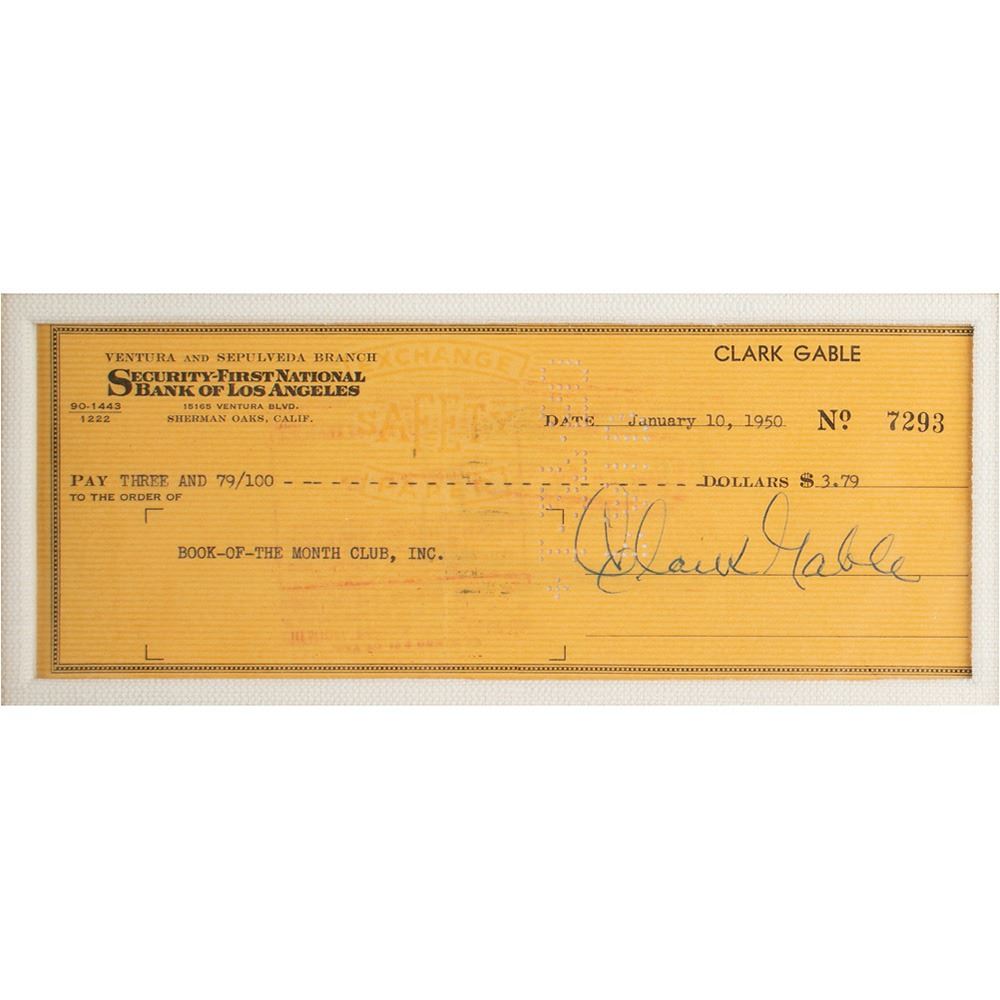 VENTURA AND SEPULVEDA BRANCH
SECURITY-FIRST NATIONAL
BANK OF LOS ANGELES
15165 VENTURA BLVD.
SHERMAN OAKS, CALIF.
90-1443
1222
CLARK GABLE
EXCHANGE
SAFETY
DATE January 10, 1950 Nº 7293
PAY THREE AND 79/100 - - - - - - - - - - - - - - - - - - - - - - - - DOLLARS $ 3.79
TO THE ORDER OF
BOOK-OF-THE MONTH CLUB, INC.
Clark Gable